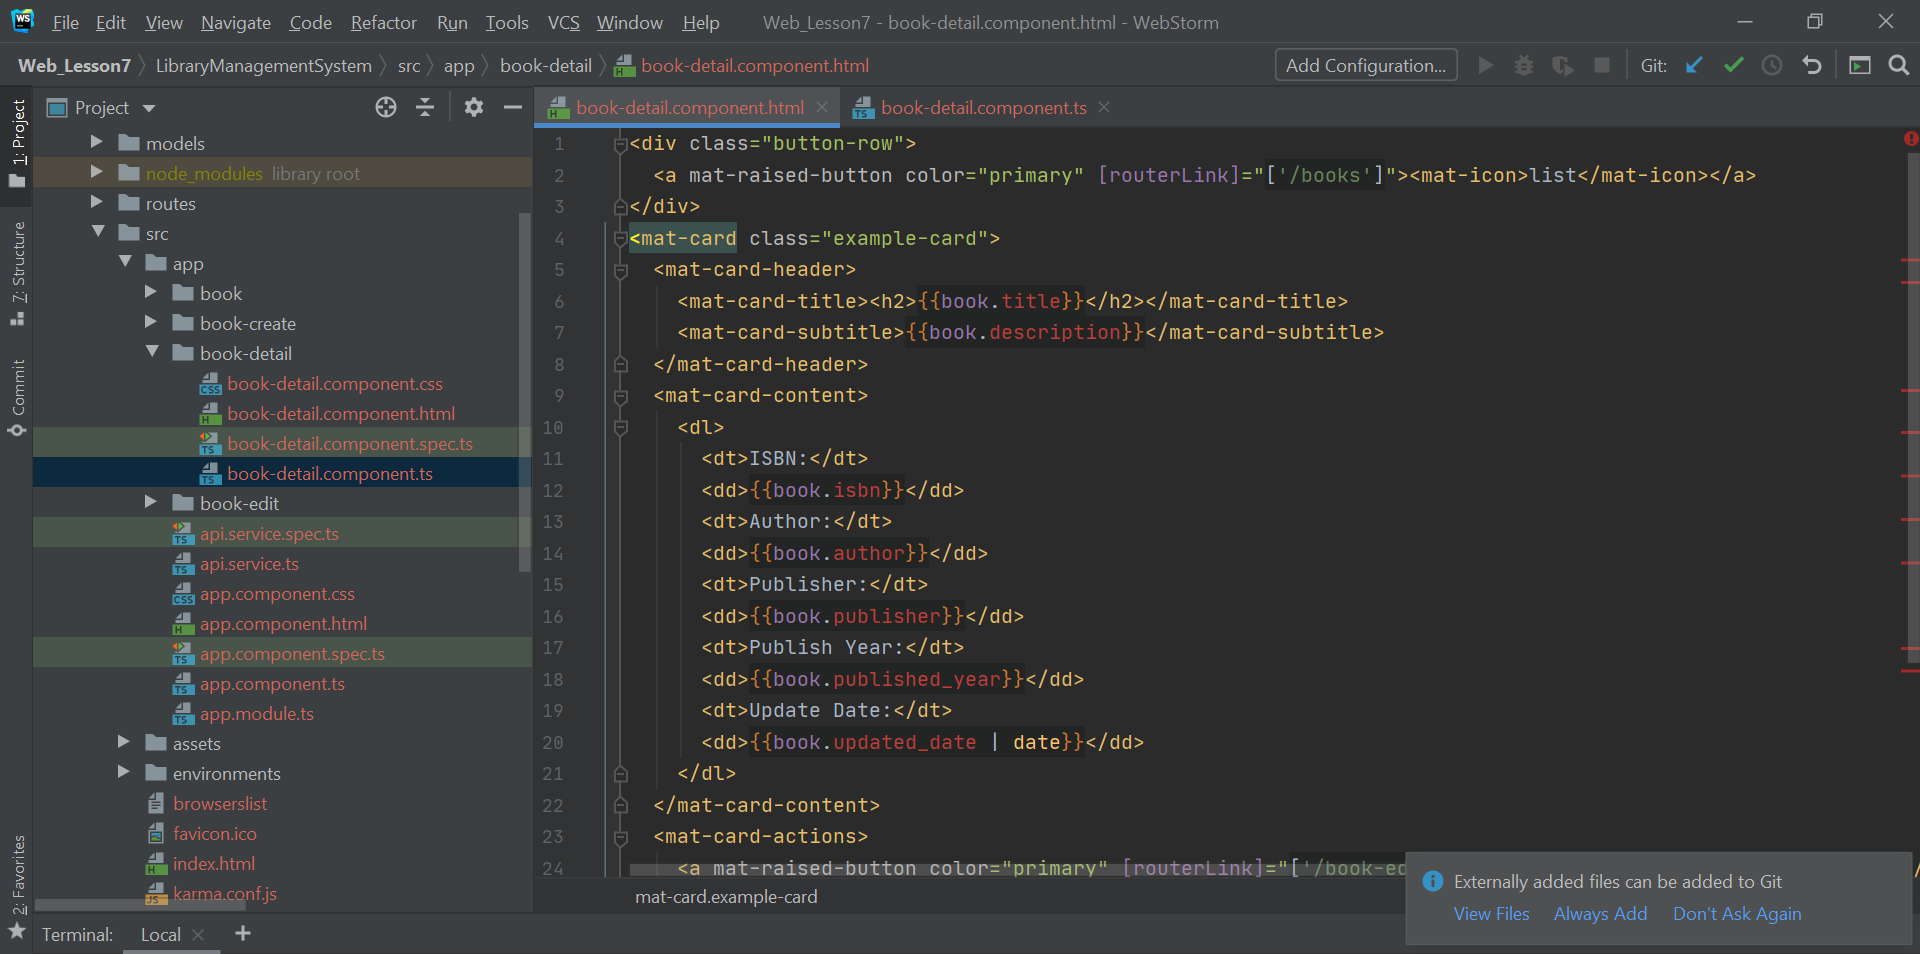 WS File Edit View Navigate Code Refactor Run Tools VCS Window Help Web_Lesson7 - book-detail.component.html - WebStorm
Web_Lesson7 LibraryManagementSystem src app book-detail book-detail.component.html Add Configuration... Git:
1: Project
7: Structure
Commit
2: Favorites
Project
models
node_modules library root
routes
src
app
book
book-create
book-detail
book-detail.component.css
book-detail.component.html
book-detail.component.spec.ts
book-detail.component.ts
book-edit
api.service.spec.ts
api.service.ts
app.component.css
app.component.html
app.component.spec.ts
app.component.ts
app.module.ts
assets
environments
browserslist
favicon.ico
index.html
karma.conf.js
book-detail.component.html book-detail.component.ts
1 <div class="button-row">
2 <a mat-raised-button color="primary" [routerLink]="['/books']"><mat-icon>list</mat-icon></a>
3 </div>
4 <mat-card class="example-card">
5 <mat-card-header>
6 <mat-card-title><h2>{{book.title}}</h2></mat-card-title>
7 <mat-card-subtitle>{{book.description}}</mat-card-subtitle>
8 </mat-card-header>
9 <mat-card-content>
10 <dl>
11 <dt>ISBN:</dt>
12 <dd>{{book.isbn}}</dd>
13 <dt>Author:</dt>
14 <dd>{{book.author}}</dd>
15 <dt>Publisher:</dt>
16 <dd>{{book.publisher}}</dd>
17 <dt>Publish Year:</dt>
18 <dd>{{book.published_year}}</dd>
19 <dt>Update Date:</dt>
20 <dd>{{book.updated_date | date}}</dd>
21 </dl>
22 </mat-card-content>
23 <mat-card-actions>
24 <a mat-raised-button color="primary" [routerLink]="['/book-ed
mat-card.example-card
Externally added files can be added to Git
View Files Always Add Don't Ask Again
Terminal: Local